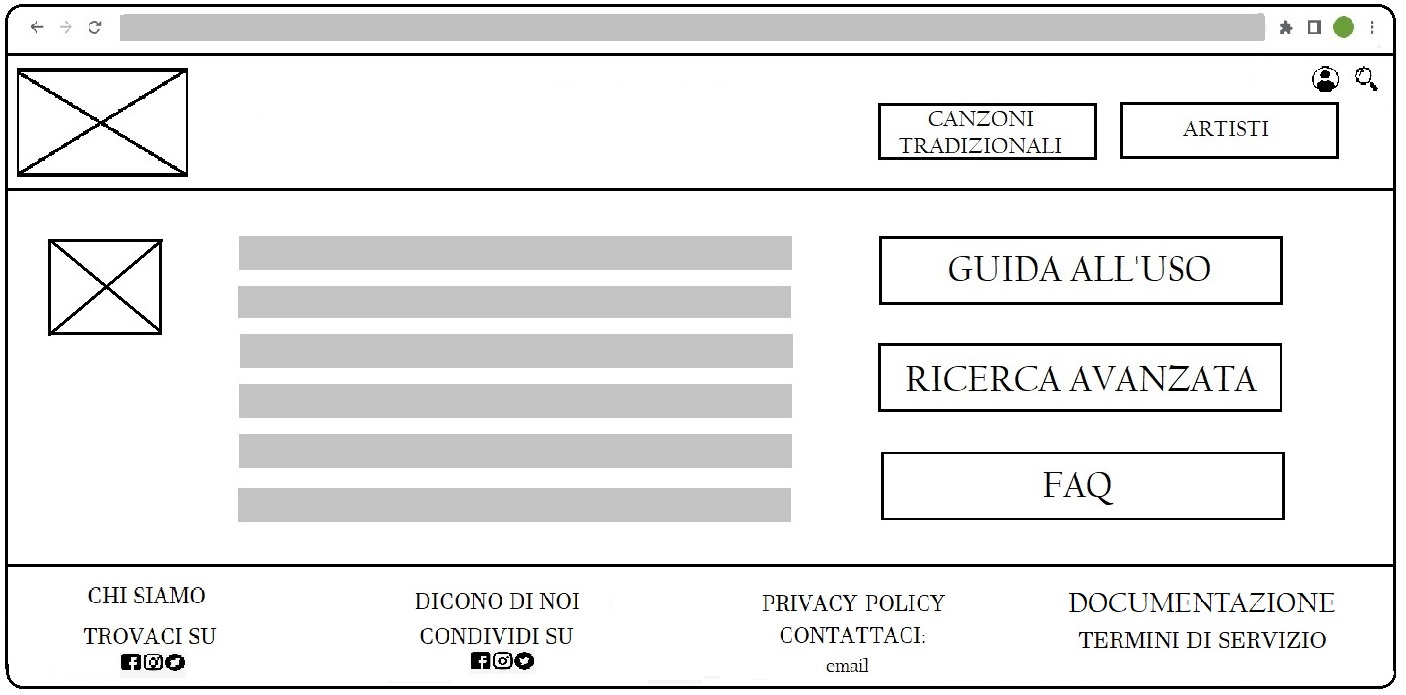 CANZONI
TRADIZIONALI
ARTISTI
GUIDA ALL'USO
RICERCA AVANZATA
FAQ
CHI SIAMO
TROVACI SU
DICONO DI NOI
CONDIVIDI SU
PRIVACY POLICY
CONTATTACI:
email
DOCUMENTAZIONE
TERMINI DI SERVIZIO